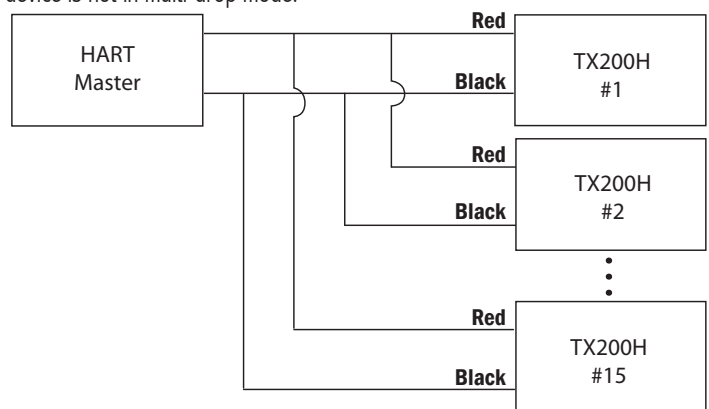 device is not in multi-drop mode.
Red
HART
Master
TX200H
#1
Black
Red
TX200H
#2
Black
Red
TX200H
#15
Black